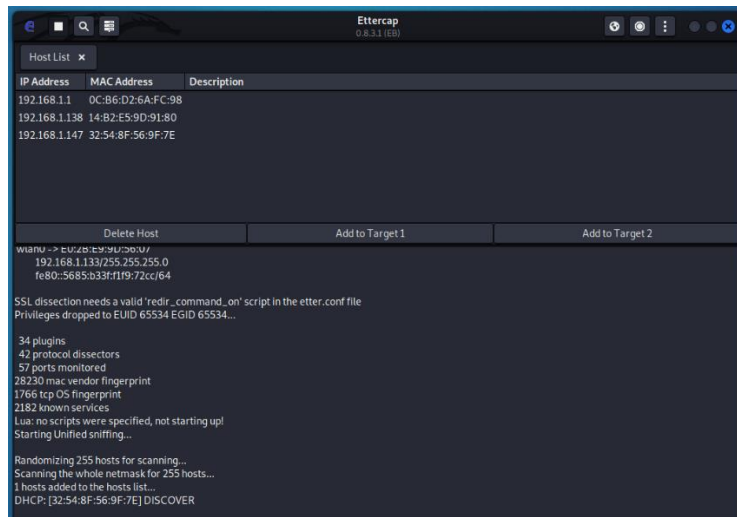 Ettercap
0.8.3.1 (EB)
Host List ×
IP Address MAC Address Description
192.168.1.1 0C:B6:D2:6A:FC:98
192.168.1.138 14:B2:E5:9D:91:80
192.168.1.147 32:54:8F:56:9F:7E
Delete Host Add to Target 1 Add to Target 2
wlan0 -> E0:2B:E9:9D:56:07
192.168.1.133/255.255.255.0
fe80::5685:b33f:f1f9:72cc/64
SSL dissection needs a valid 'redir_command_on' script in the etter.conf file
Privileges dropped to EUID 65534 EGID 65534...
34 plugins
42 protocol dissectors
57 ports monitored
28230 mac vendor fingerprint
1766 tcp OS fingerprint
2182 known services
Lua: no scripts were specified, not starting up!
Starting Unified sniffing...
Randomizing 255 hosts for scanning...
Scanning the whole netmask for 255 hosts...
1 hosts added to the hosts list...
DHCP: [32:54:8F:56:9F:7E] DISCOVER